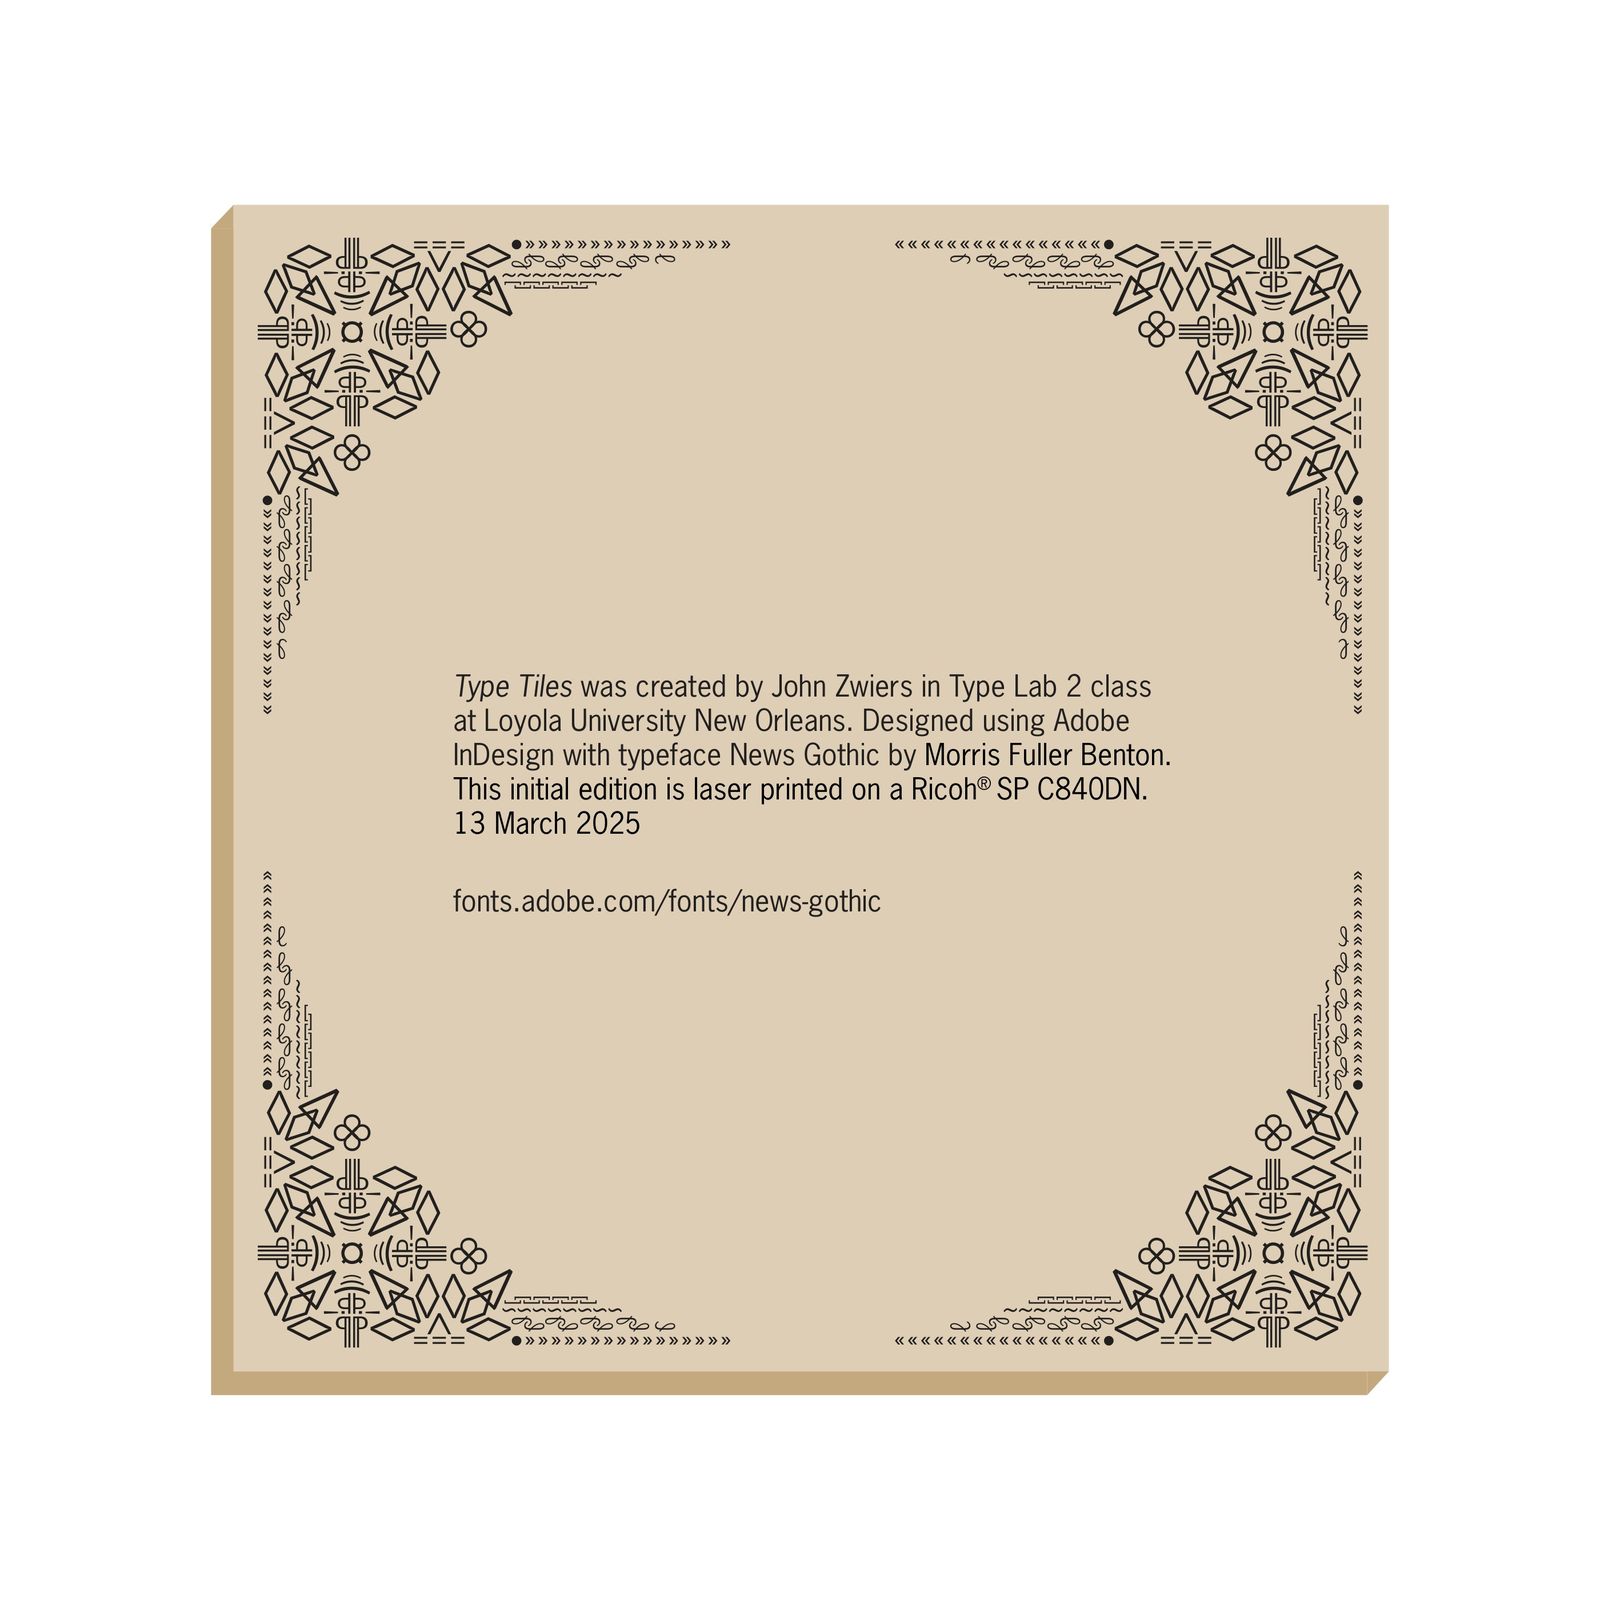 Type Tiles was created by John Zwiers in Type Lab 2 class
at Loyola University New Orleans. Designed using Adobe
InDesign with typeface News Gothic by Morris Fuller Benton.
This initial edition is laser printed on a Ricoh® SP C840DN.
13 March 2025
fonts.adobe.com/fonts/news-gothic